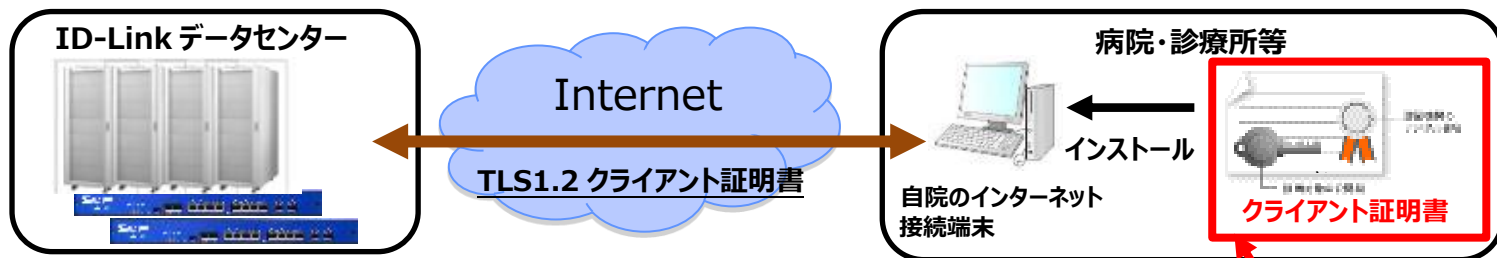 ID-Link データセンター
Internet
TLS1.2 クライアント証明書
病院・診療所等
インストール
自院のインターネット
接続端末
クライアント証明書